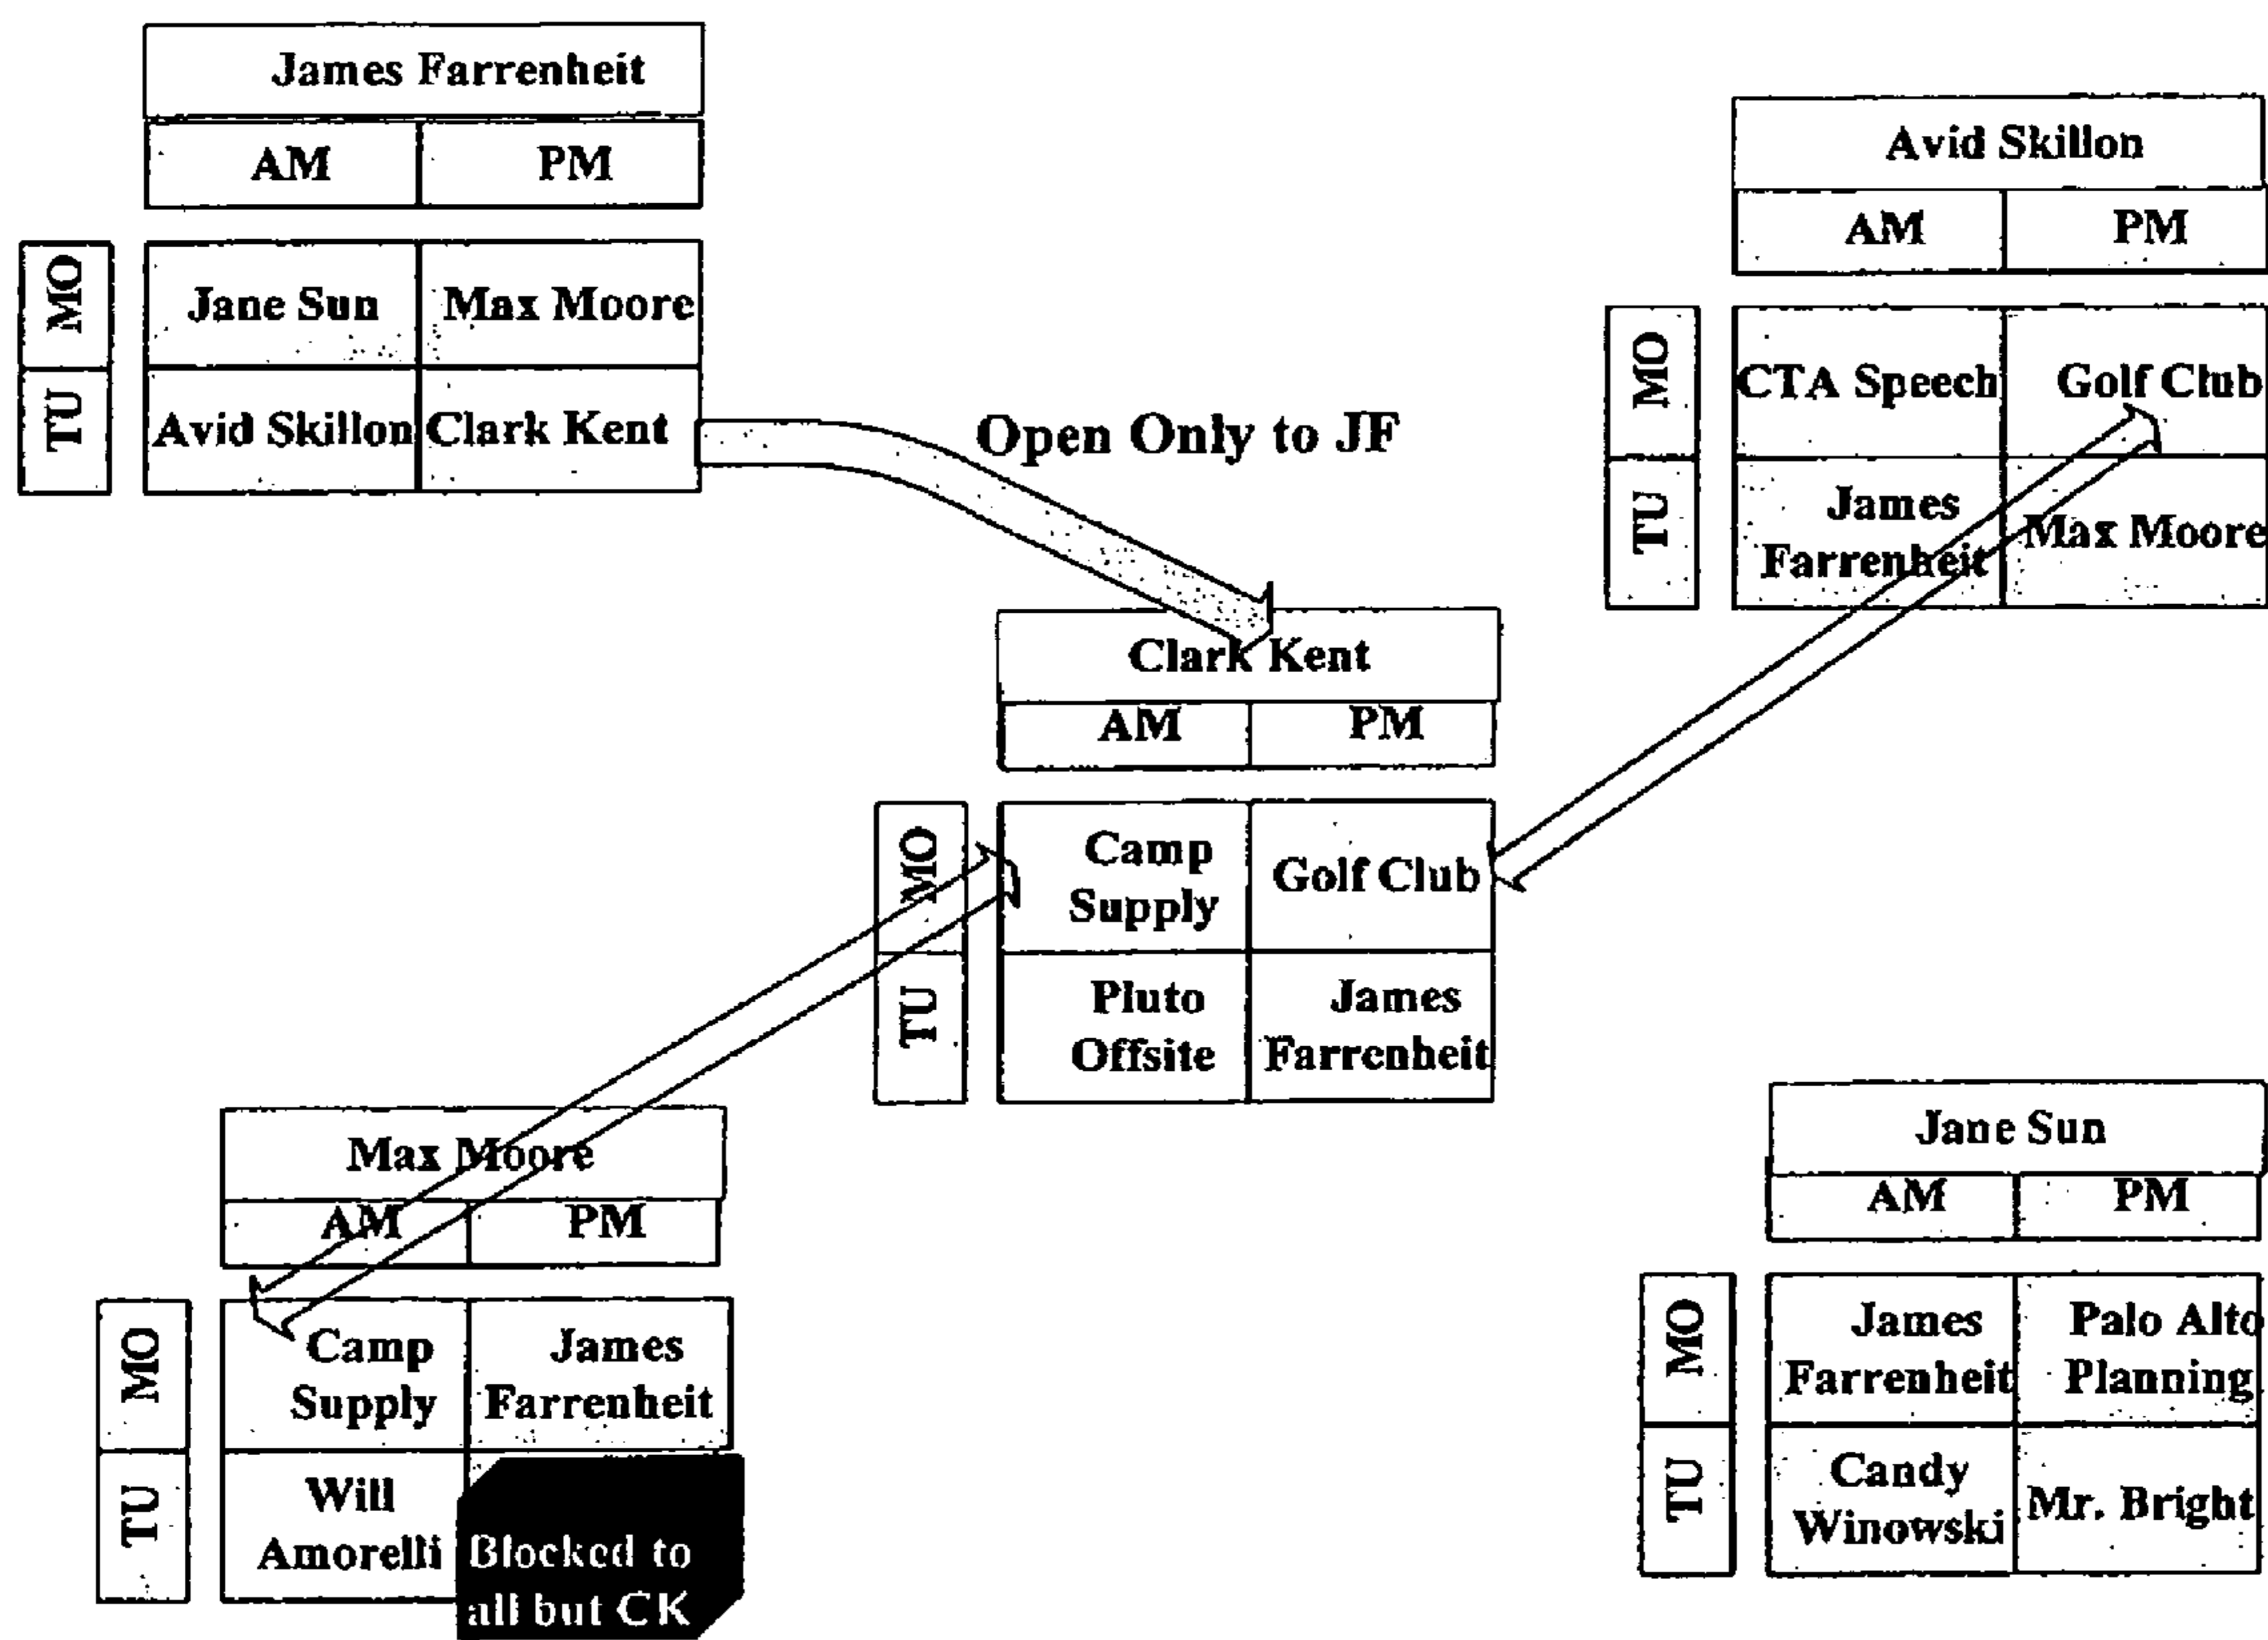 James Farrenheit
AM PM
MO Jane Sun Max Moore
TU Avid Skillon Clark Kent
Open Only to JF
Avid Skillon
AM PM
MO CTA Speech Golf Club
TU James Farrenheit Max Moore
Clark Kent
AM PM
MO Camp Supply Golf Club
TU Pluto Offsite James Farrenheit
Max Moore
AM PM
MO Camp Supply James Farrenheit
TU Will Amorelli Blocked to all but CK
Jane Sun
AM PM
MO James Farrenheit Palo Alto Planning
TU Candy Winowski Mr. Bright